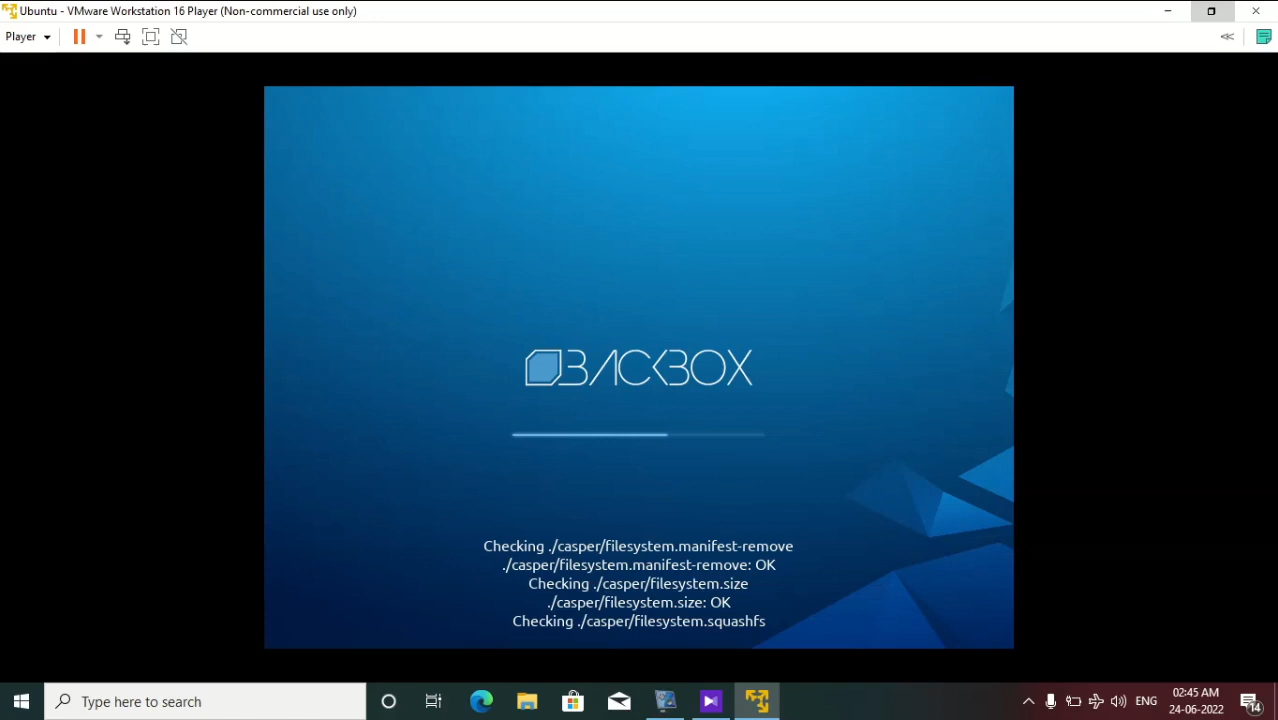 Ubuntu - VMware Workstation 16 Player (Non-commercial use only)
Player
BACKBOX
Checking ./casper/filesystem.manifest-remove
./casper/filesystem.manifest-remove: OK
Checking ./casper/filesystem.size
./casper/filesystem.size: OK
Checking ./casper/filesystem.squashfs
Type here to search
ENG
02:45 AM
24-06-2022
14